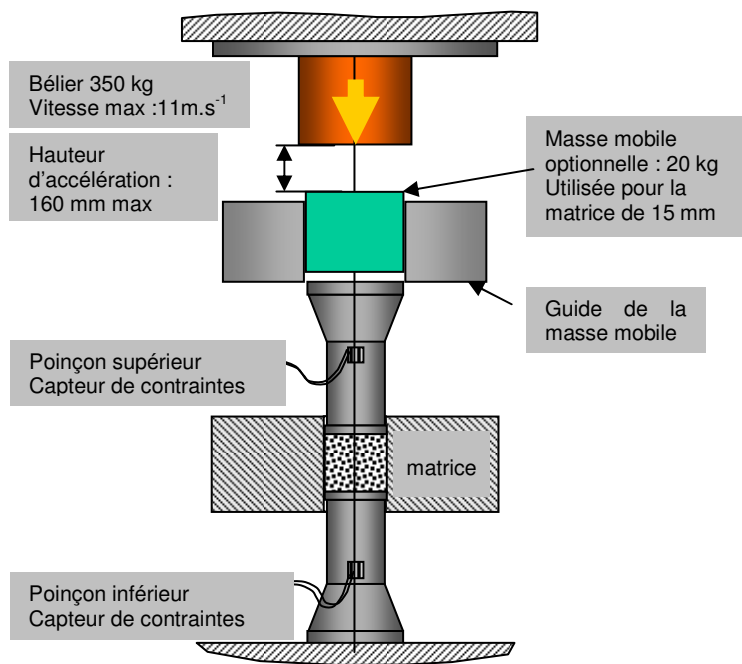 Bélier 350 kg
Vitesse max :11m.s-1
Hauteur
d'accélération :
160 mm max
Masse mobile
optionnelle : 20 kg
Utilisée pour la
matrice de 15 mm
Guide de la
masse mobile
Poinçon supérieur
Capteur de contraintes
matrice
Poinçon inférieur
Capteur de contraintes